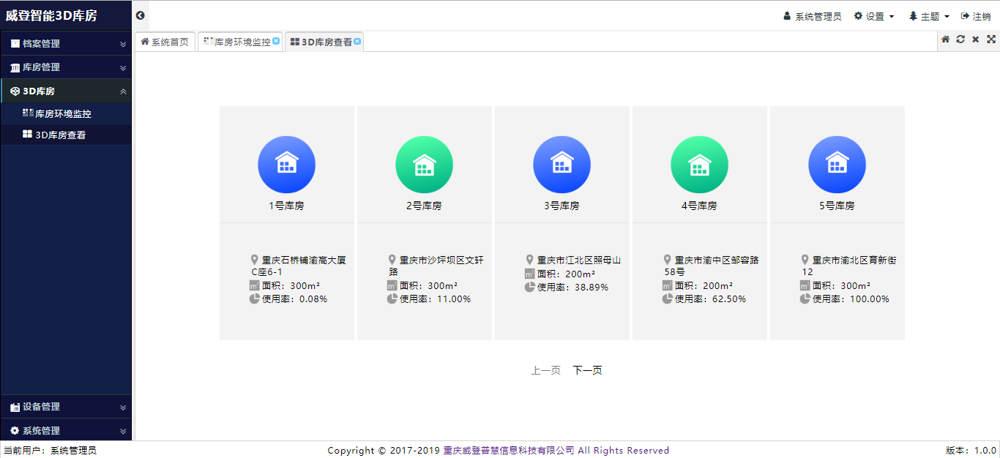 威登智能3D库房
系统管理员 设置 主题 注销
档案管理
库房管理
3D库房
库房环境监控
3D库房查看
设备管理
系统管理
系统首页 库房环境监控 3D库房查看
1号库房
重庆石桥铺渝高大厦
C座6-1
面积：300m²
使用率：0.08%
2号库房
重庆市沙坪坝区文轩
路
面积：300m²
使用率：11.00%
3号库房
重庆市江北区照母山
面积：200m²
使用率：38.89%
4号库房
重庆市渝中区邹容路
58号
面积：200m²
使用率：62.50%
5号库房
重庆市渝北区育新街
12
面积：300m²
使用率：100.00%
上一页 下一页
当前用户：系统管理员
Copyright © 2017-2019 重庆威登普慧信息科技有限公司 All Rights Reserved
版本：1.0.0